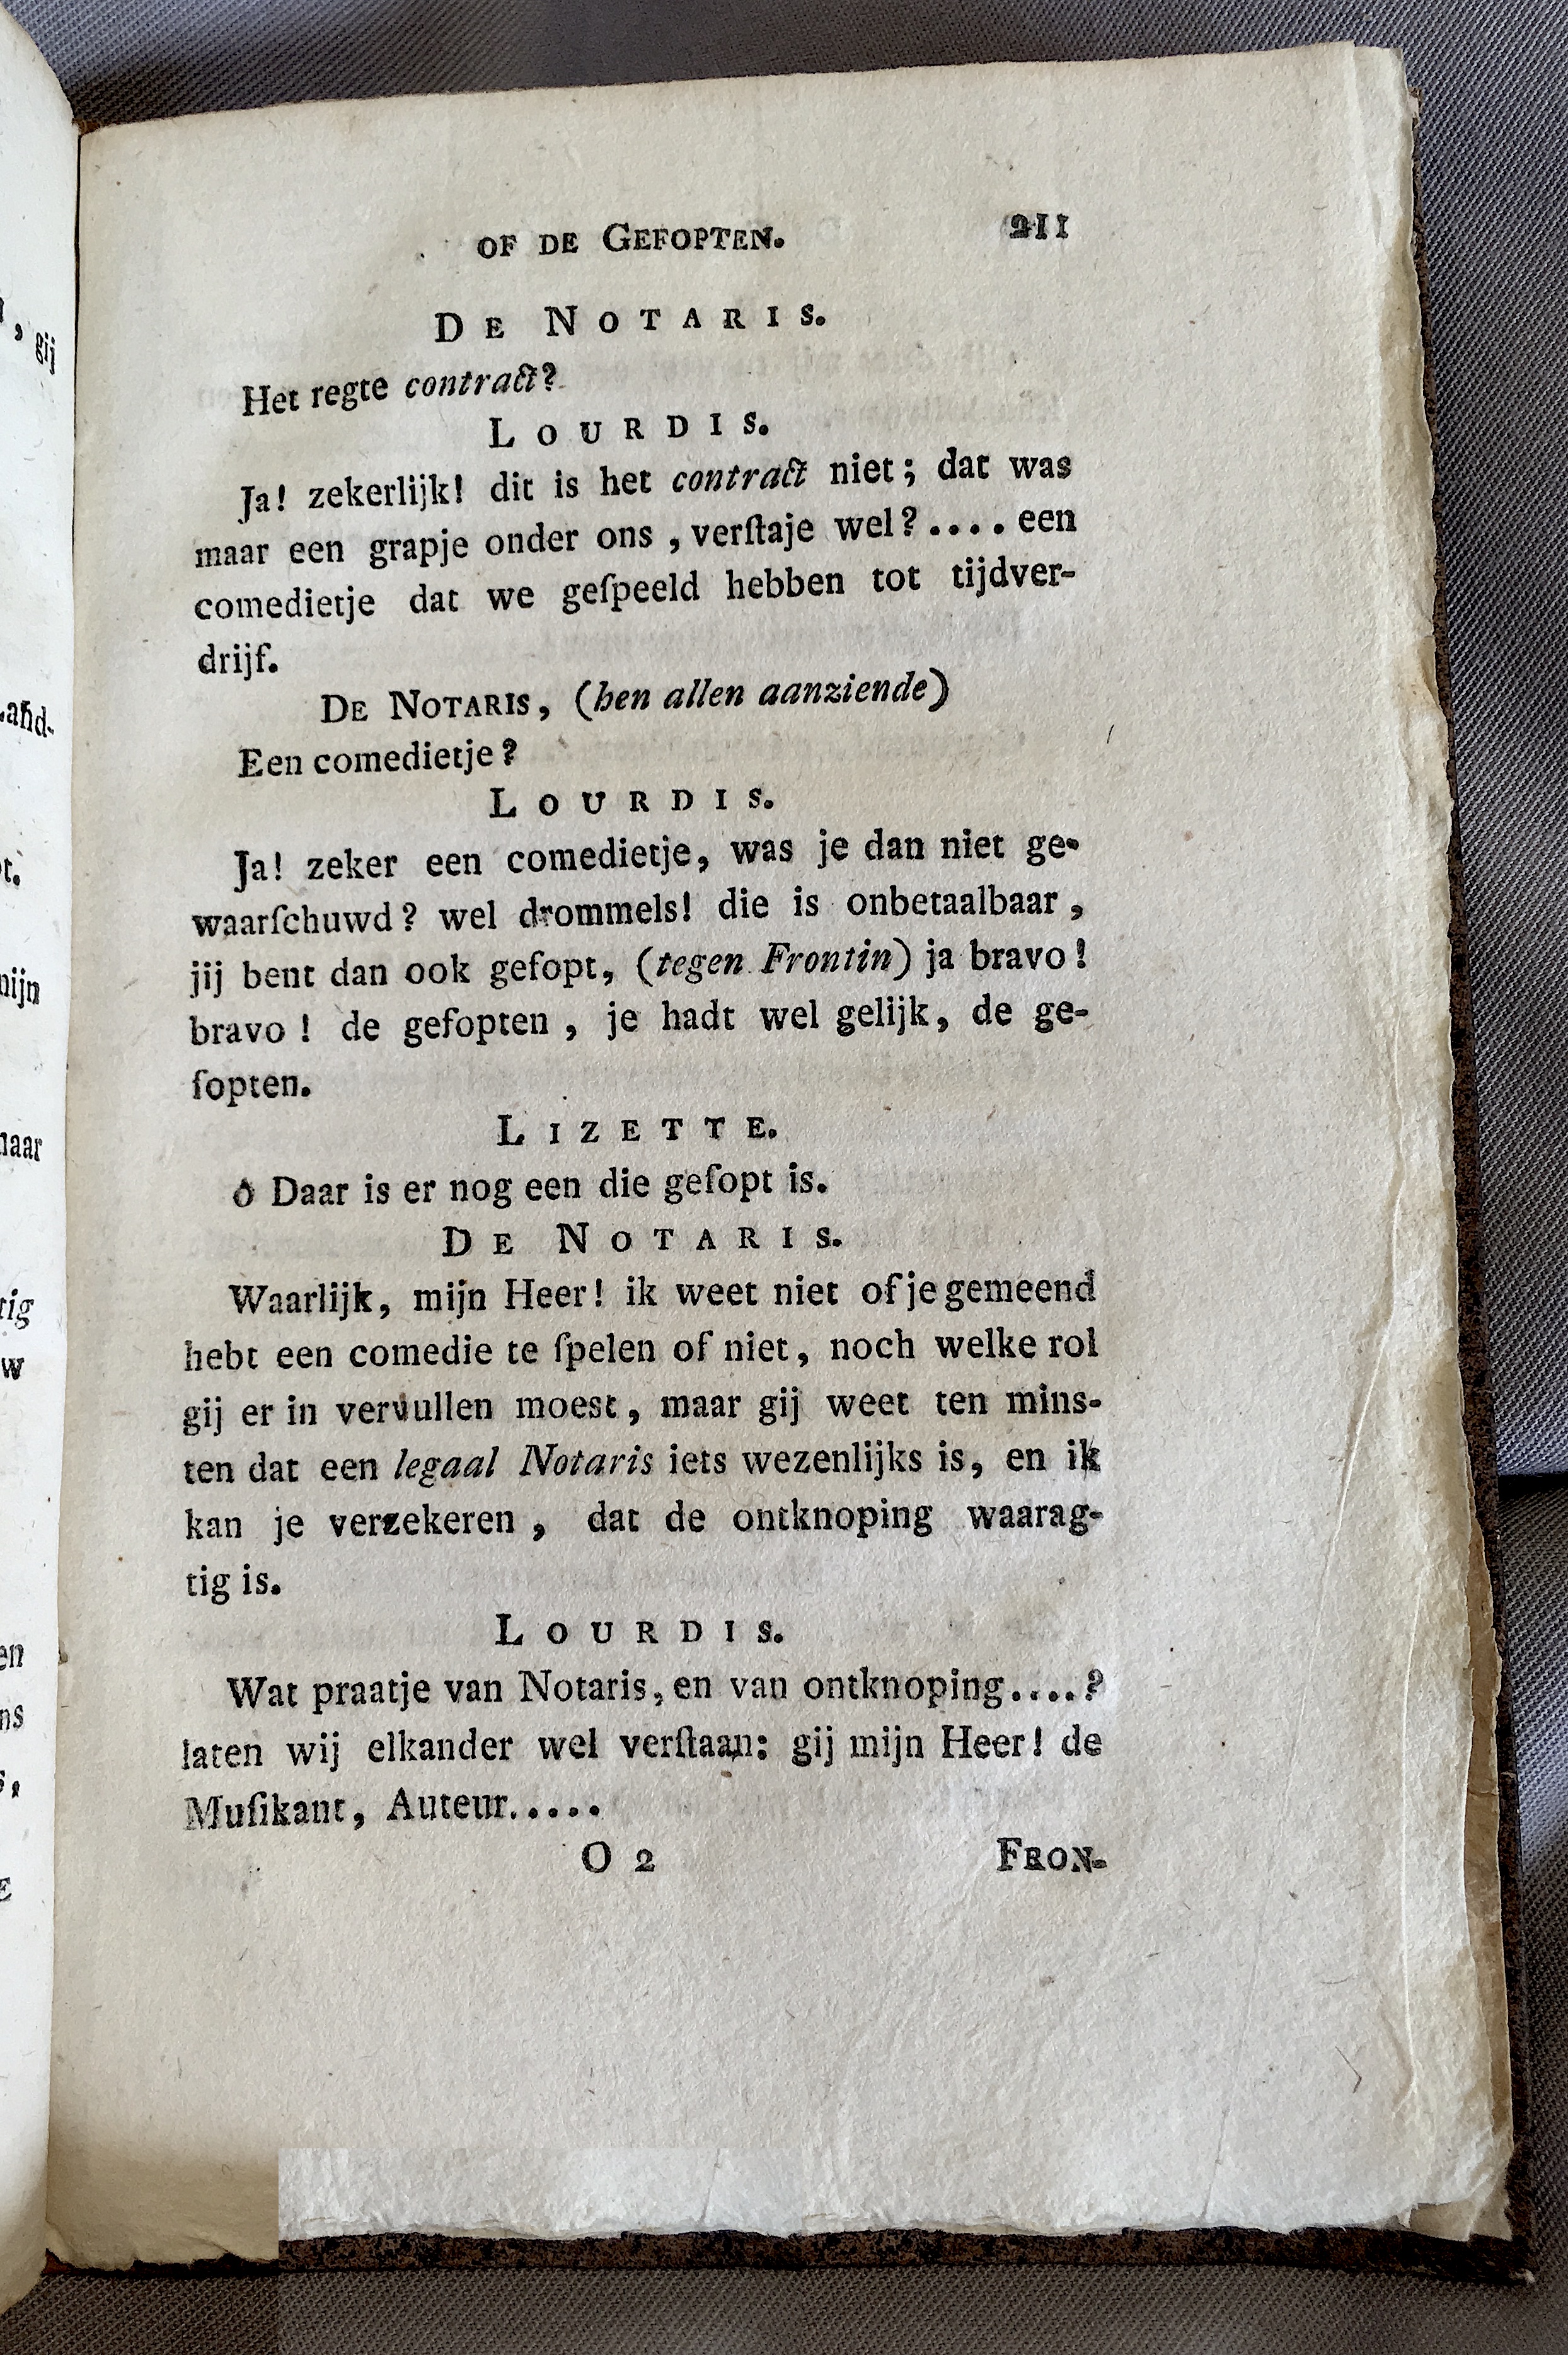 OF DE GEFOPTEN. 211
DE NOTARIS.
Het regte contract?
LOURDIS.
Ja! zekerlijk! dit is het contract niet; dat was
maar een grapje onder ons, verſtaje wel?.... een
comedietje dat we geſpeeld hebben tot tijdver-
drijf.
DE NOTARIS, (hen allen aanziende)
Een comedietje?
LOURDIS.
Ja! zeker een comedietje, was je dan niet ge-
waarſchuwd? wel drommels! die is onbetaalbaar,
jij bent dan ook gefopt, (tegen Frontin) ja bravo!
bravo! de gefopten, je hadt wel gelijk, de ge-
fopten.
LIZETTE.
ô Daar is er nog een die gefopt is.
DE NOTARIS.
Waarlijk, mijn Heer! ik weet niet of je gemeend
hebt een comedie te ſpelen of niet, noch welke rol
gij er in vervullen moest, maar gij weet ten mins-
ten dat een legaal Notaris iets wezenlijks is, en ik
kan je verzekeren, dat de ontknoping waarag-
tig is.
LOURDIS.
Wat praatje van Notaris, en van ontknoping....?
laten wij elkander wel verſtaan: gij mijn Heer! de
Muſikant, Auteur.....
O 2 FRON-